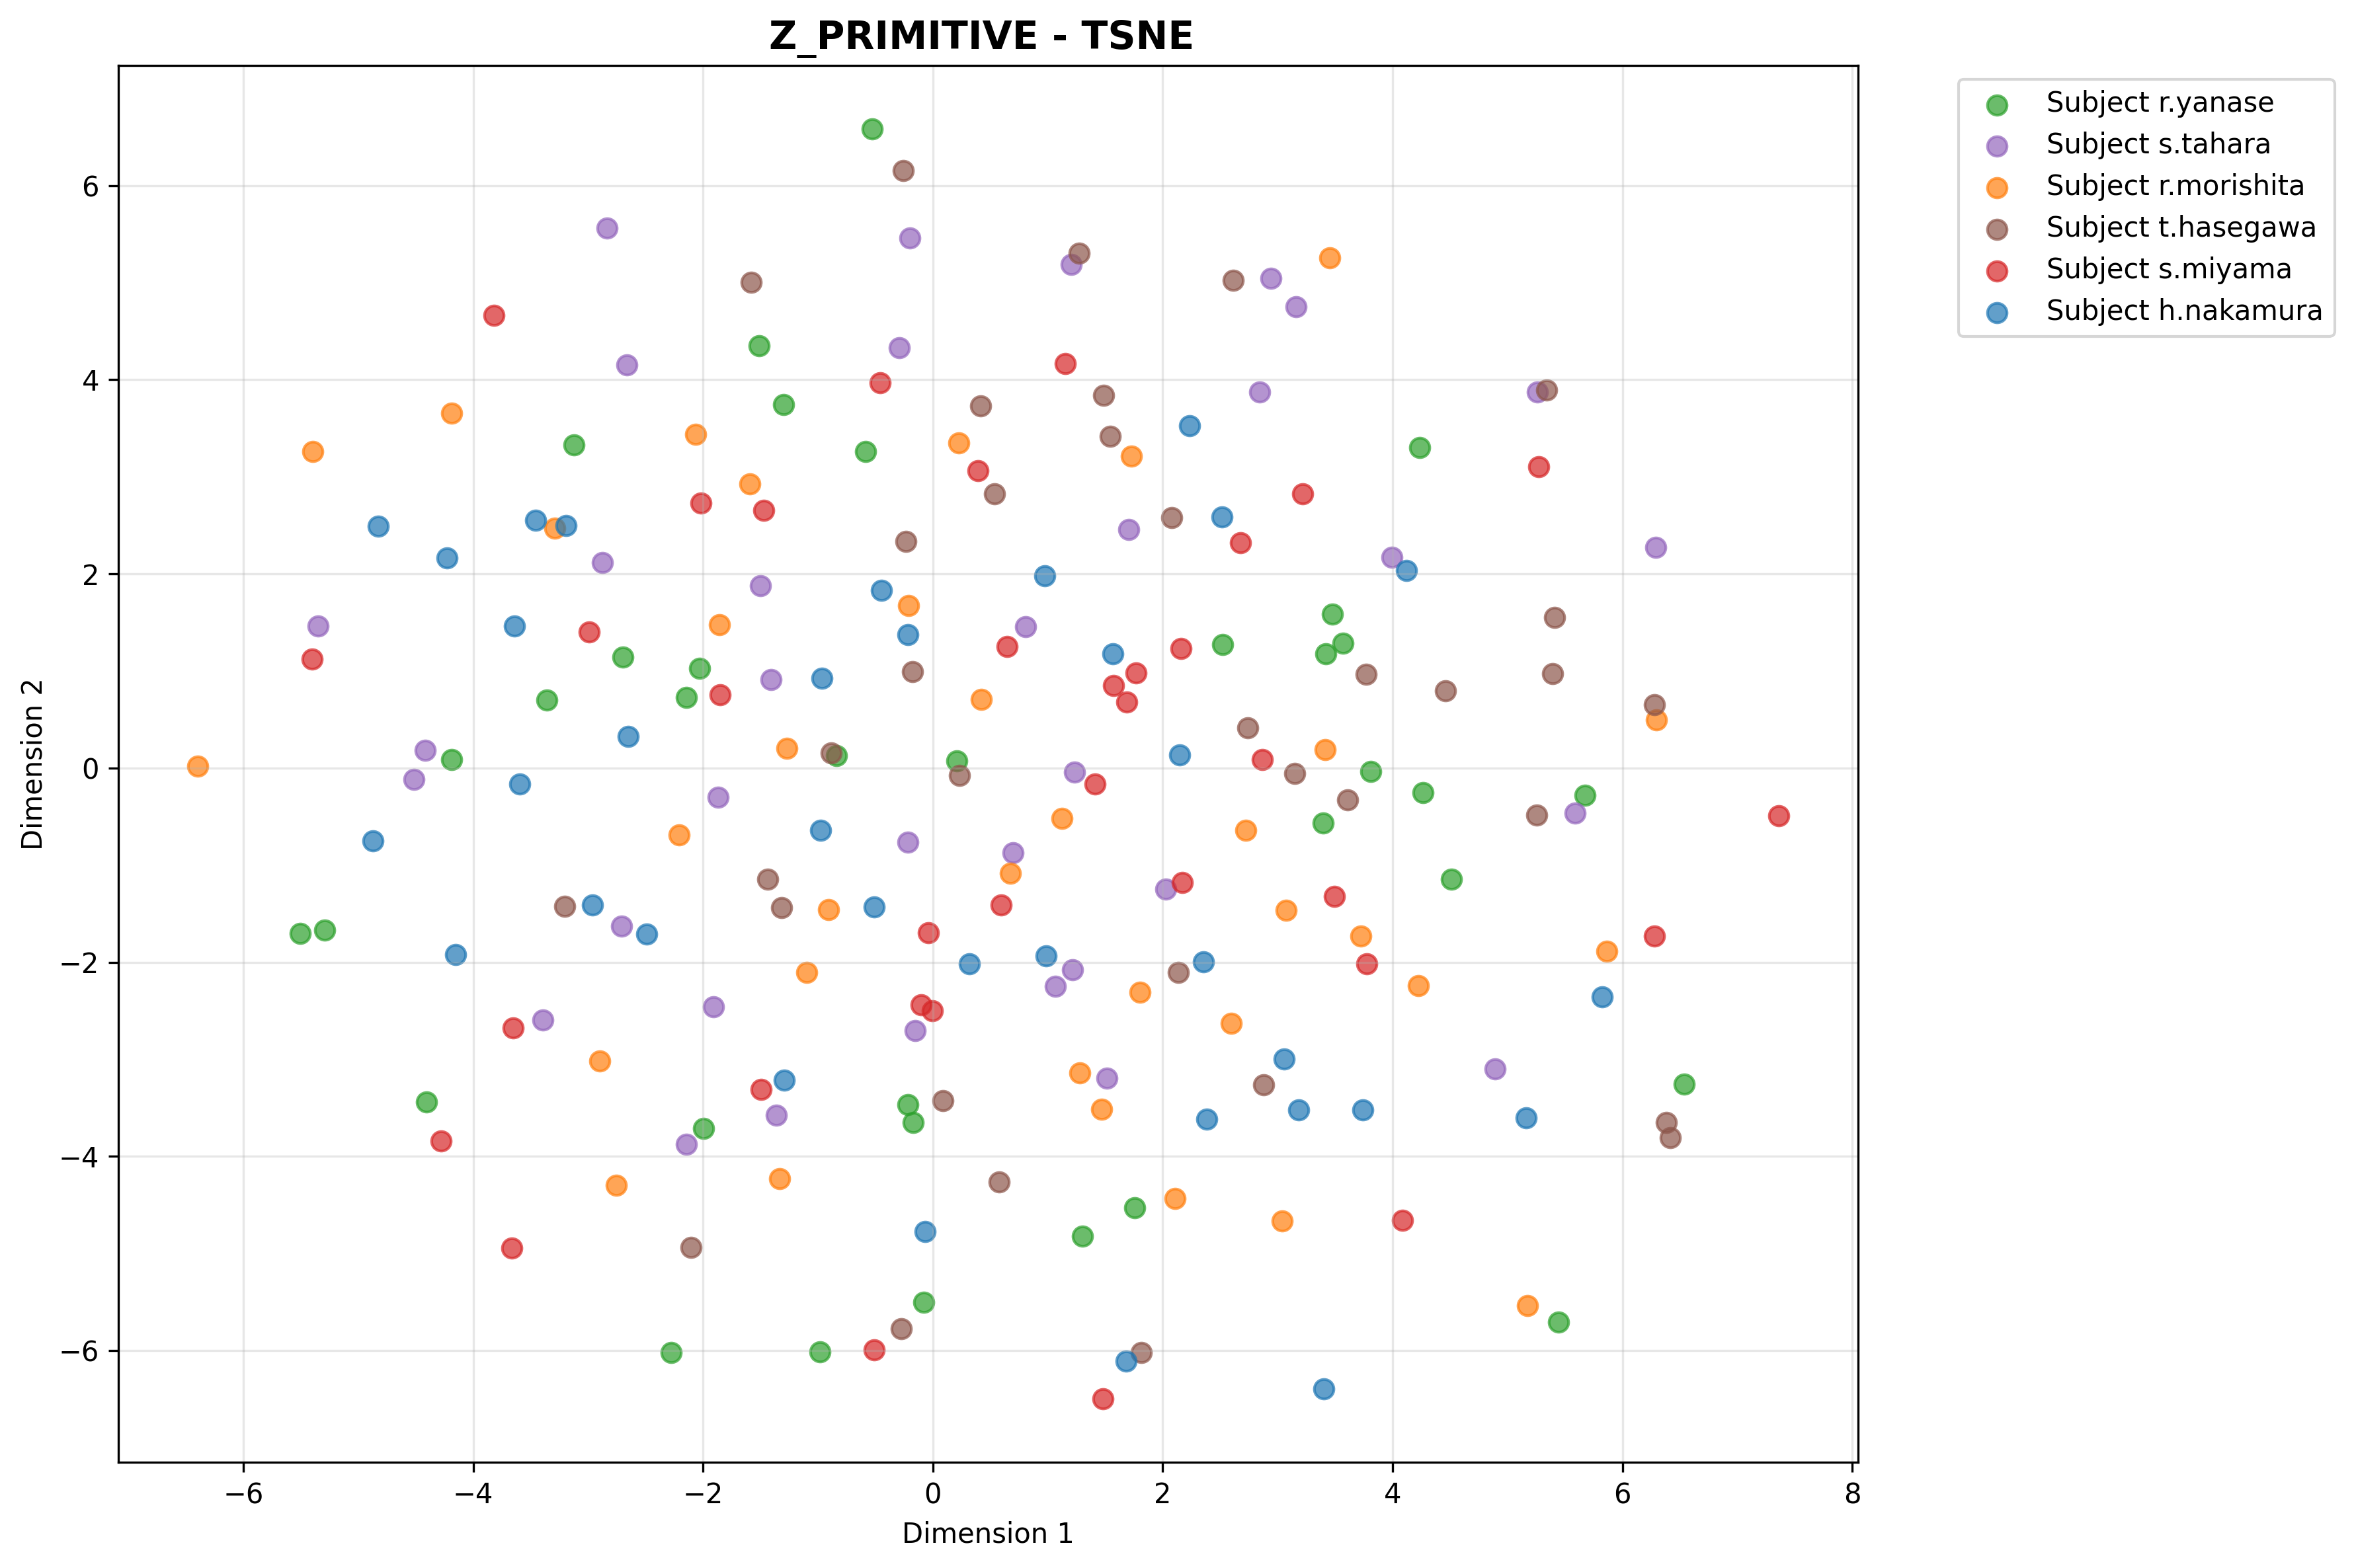 Z_PRIMITIVE - TSNE
Subject r.yanase
Subject s.tahara
Subject r.morishita
Subject t.hasegawa
Subject s.miyama
Subject h.nakamura
Dimension 2
6
4
2
0
−2
−4
−6
−6
−4
−2
0
2
4
6
8
Dimension 1